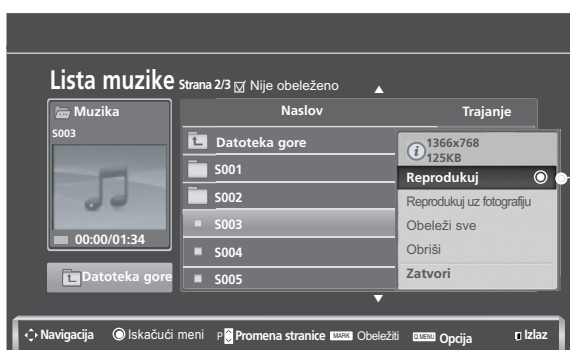 Lista muzike Strana 2/3 Nije obeleženo
Muzika
S003
00:00/01:34
Datoteka gore
Naslov Trajanje
Datoteka gore
S001
S002
S003
S004
S005
1366x768
125KB
Reprodukuj
Reprodukuj uz fotografiju
Obeleži sve
Obriši
Zatvori
Navigacija Iskačući meni P Promena stranice MARK Obeležiti Q.MENU Opcija Izlaz